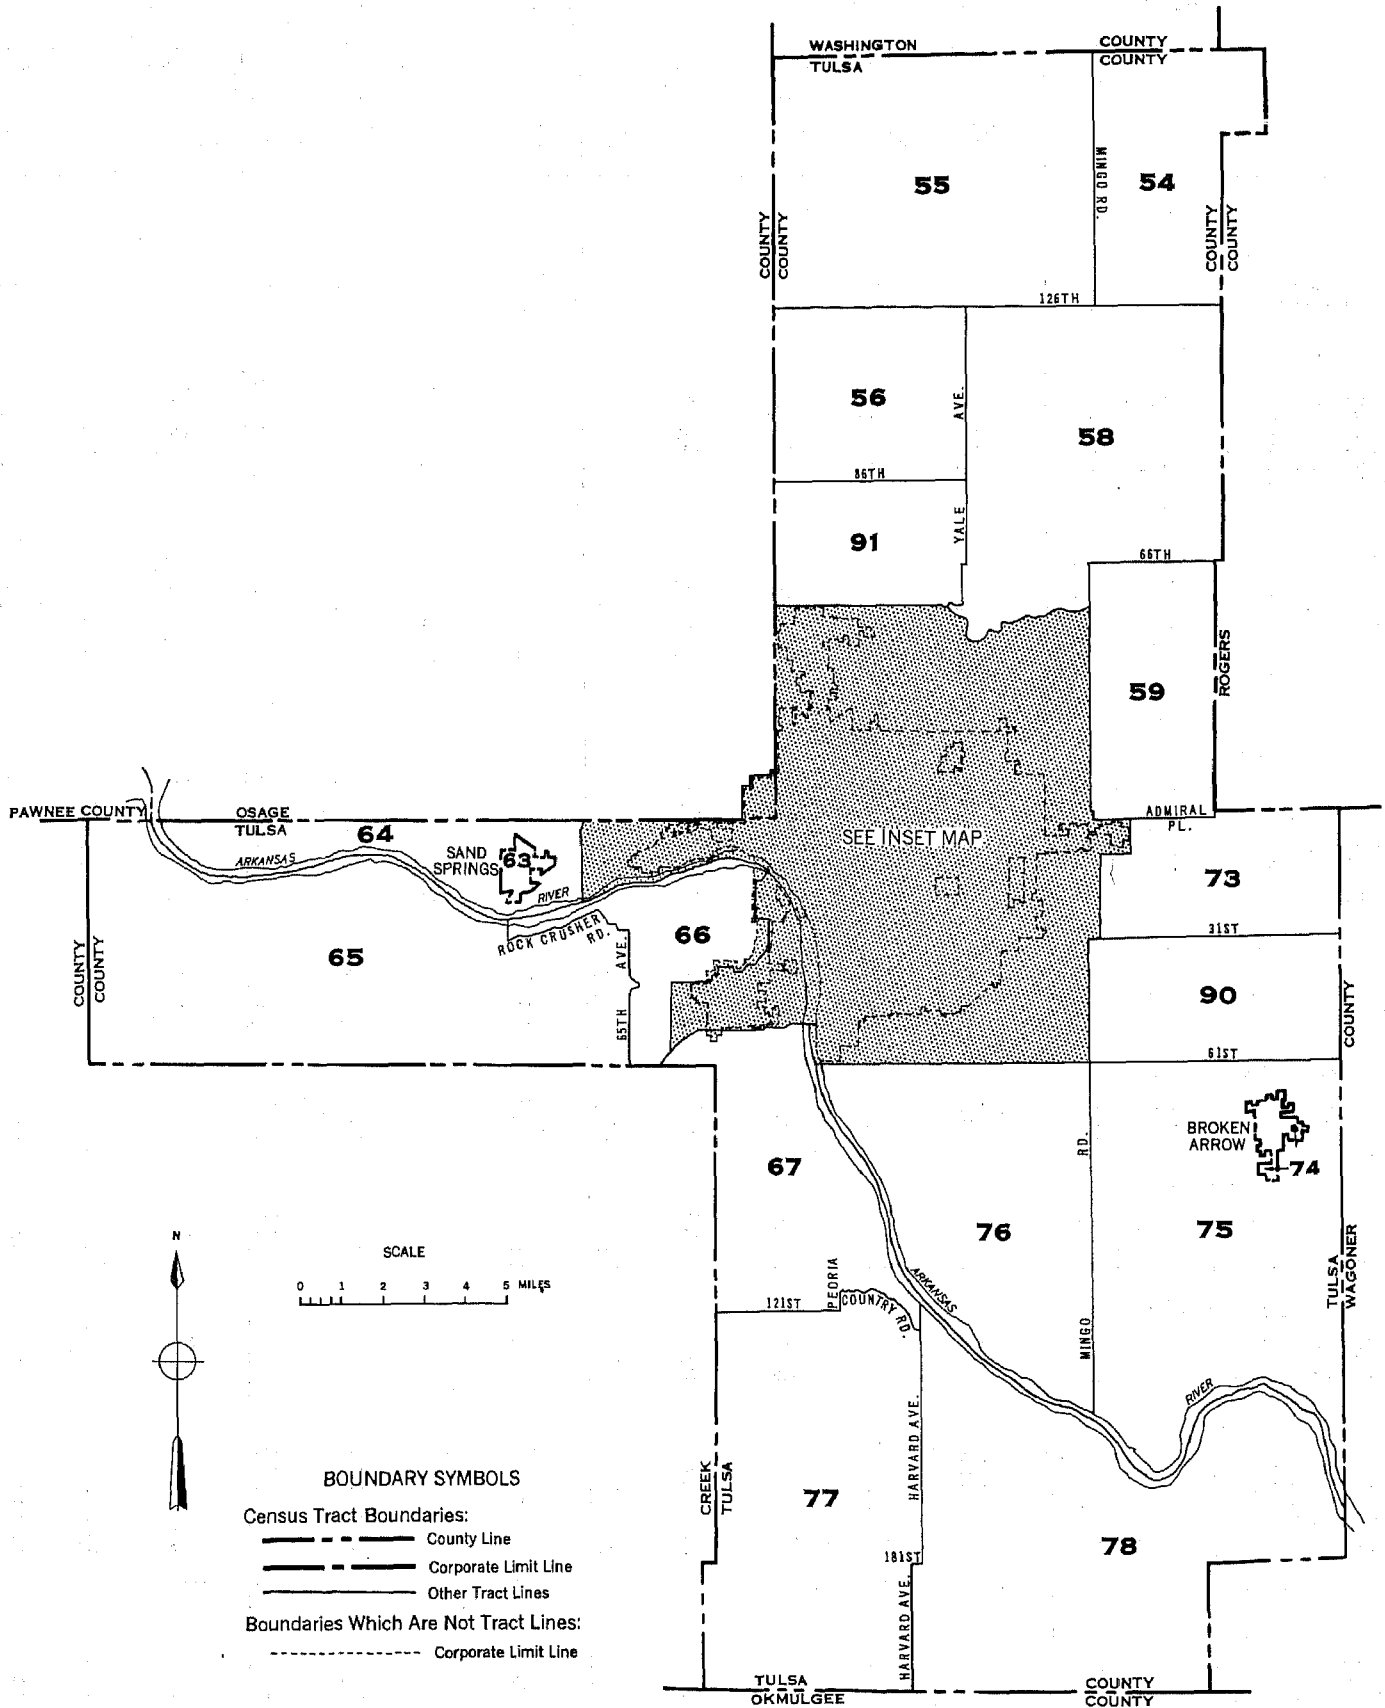 WASHINGTON COUNTY
TULSA COUNTY
55
MINGO RD.
54
COUNTY
COUNTY
COUNTY
COUNTY
126TH
56
YALE AVE.
58
86TH
91
66TH
59
ROGERS
PAWNEE COUNTY
OSAGE
TULSA
64
ADMIRAL
PL.
ARKANSAS
RIVER
SAND
SPRINGS
63
SEE INSET MAP
73
ROCK CRUSHER
RD.
66
31ST
65
65TH AVE.
COUNTY
COUNTY
90
COUNTY
61ST
BROKEN
ARROW
74
67
RD.
76
75
N
SCALE
0 1 2 3 4 5 MILES
PEORIA
121ST
COUNTRY RD.
ARKANSAS
MINGO
TULSA
WAGONER
RIVER
HARVARD AVE.
CREEK
TULSA
77
78
181ST
HARVARD AVE.
BOUNDARY SYMBOLS
Census Tract Boundaries:
County Line
Corporate Limit Line
Other Tract Lines
Boundaries Which Are Not Tract Lines:
Corporate Limit Line
TULSA COUNTY
OKMULGEE COUNTY